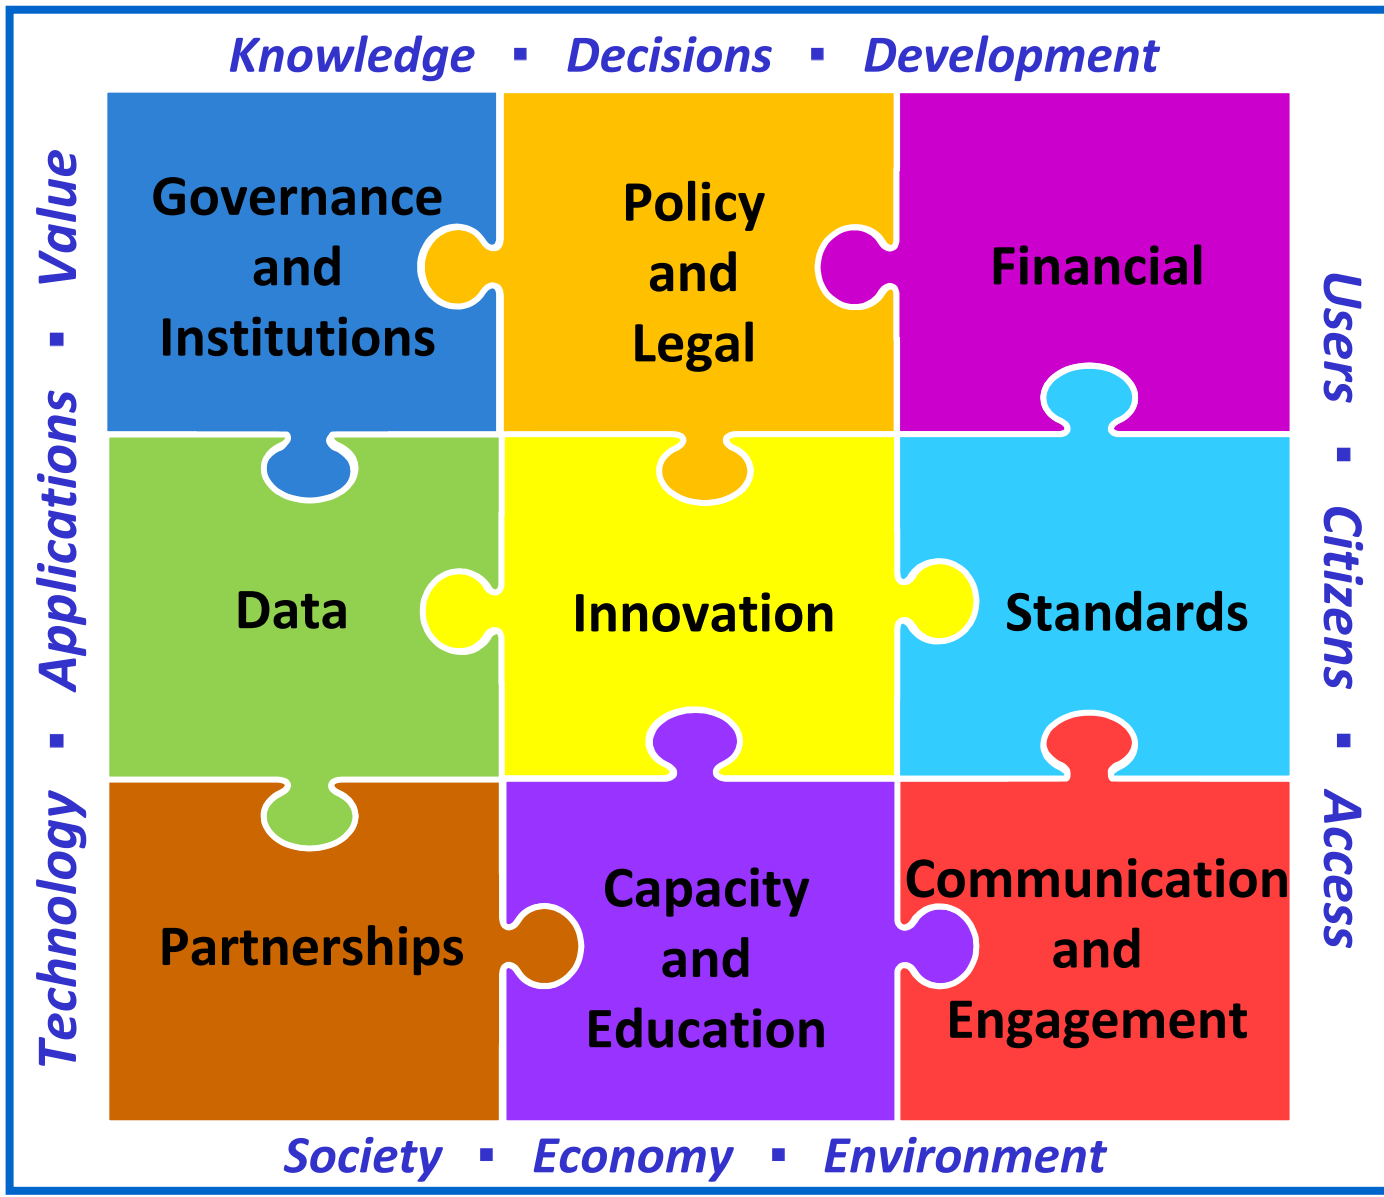 Knowledge ▪ Decisions ▪ Development
Technology ▪ Applications ▪ Value
Governance
and
Institutions
Policy
and
Legal
Financial
Data
Innovation
Standards
Partnerships
Capacity
and
Education
Communication
and
Engagement
Users ▪ Citizens ▪ Access
Society ▪ Economy ▪ Environment